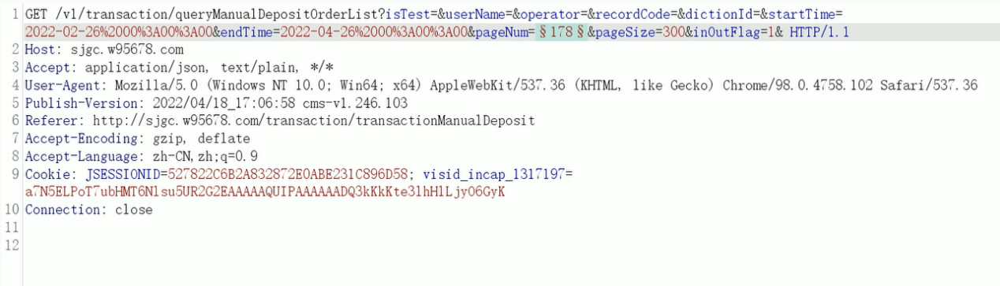 1 GET /v1/transaction/queryManualDepositOrderList?isTest=&userName=&operator=&recordCode=&dictionId=&startTime=
2022-02-26%2000%3A00%3A00&endTime=2022-04-26%2000%3A00%3A00&pageNum=§178§&pageSize=300&inOutFlag=1& HTTP/1.1
2 Host: sjgc.w95678.com
3 Accept: application/json, text/plain, */*
4 User-Agent: Mozilla/5.0 (Windows NT 10.0; Win64; x64) AppleWebKit/537.36 (KHTML, like Gecko) Chrome/98.0.4758.102 Safari/537.36
5 Publish-Version: 2022/04/18_17:06:58 cms-v1.246.103
6 Referer: http://sjgc.w95678.com/transaction/transactionManualDeposit
7 Accept-Encoding: gzip, deflate
8 Accept-Language: zh-CN,zh;q=0.9
9 Cookie: JSESSIONID=527822C6B2A832872E0ABE231C896D58; visid_incap_1317197=
a7N5ELPoT7ubHMT6N1su5UR2G2EAAAAAQUIPAAAAAADQ3kKkKte31hH1Ljy06GyK
10 Connection: close
11
12